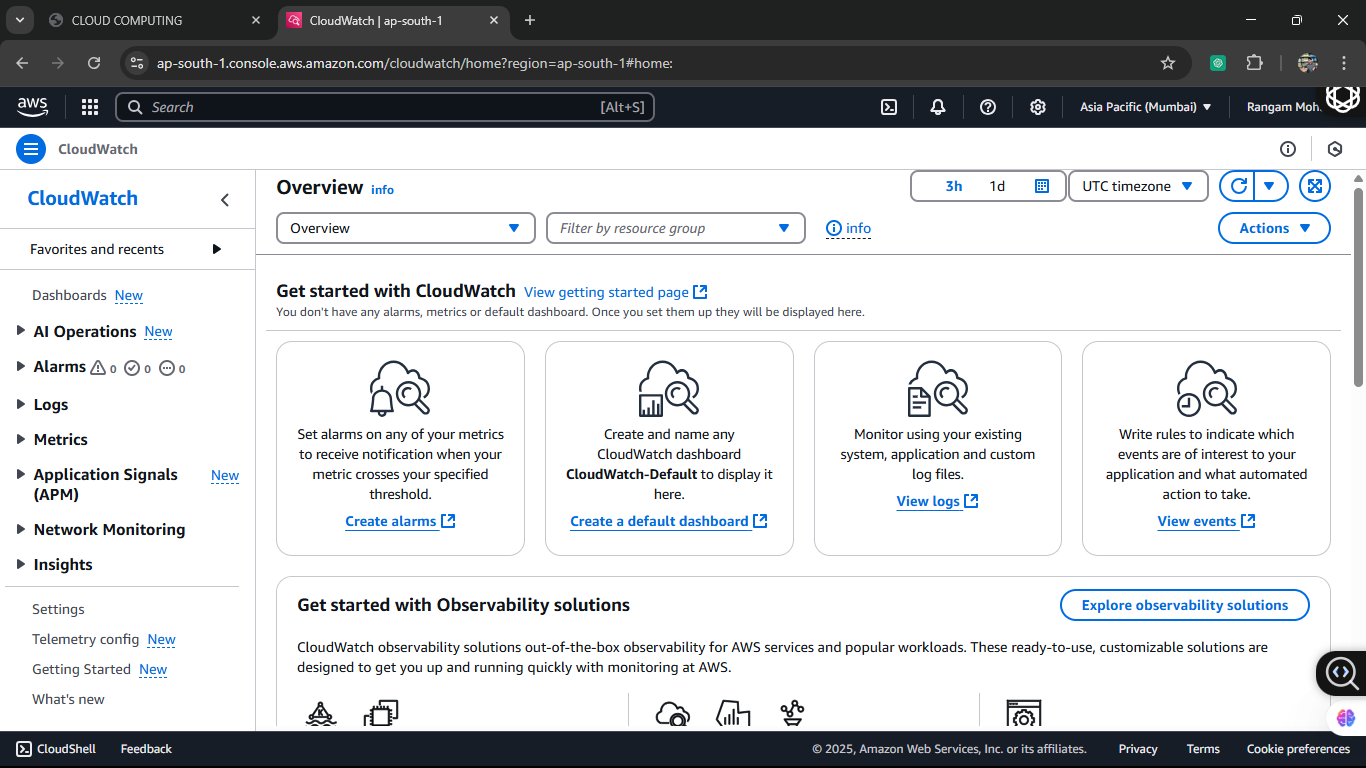 CLOUD COMPUTING
CloudWatch | ap-south-1
ap-south-1.console.aws.amazon.com/cloudwatch/home?region=ap-south-1#home:
aws
Search
[Alt+S]
Asia Pacific (Mumbai)
Rangam
CloudWatch
CloudWatch
Favorites and recents
Dashboards New
AI Operations New
Alarms 0 0 0
Logs
Metrics
Application Signals New
(APM)
Network Monitoring
Insights
Settings
Telemetry config New
Getting Started New
What's new
Overview info
3h 1d
UTC timezone
Overview
Filter by resource group
info
Actions
Get started with CloudWatch View getting started page
You don't have any alarms, metrics or default dashboard. Once you set them up they will be displayed here.
Set alarms on any of your metrics
to receive notification when your
metric crosses your specified
threshold.
Create alarms
Create and name any
CloudWatch dashboard
CloudWatch-Default to display it
here.
Create a default dashboard
Monitor using your existing
system, application and custom
log files.
View logs
Write rules to indicate which
events are of interest to your
application and what automated
action to take.
View events
Get started with Observability solutions
Explore observability solutions
CloudWatch observability solutions out-of-the-box observability for AWS services and popular workloads. These ready-to-use, customizable solutions are
designed to get you up and running quickly with monitoring at AWS.
CloudShell
Feedback
© 2025, Amazon Web Services, Inc. or its affiliates.
Privacy
Terms
Cookie preferences